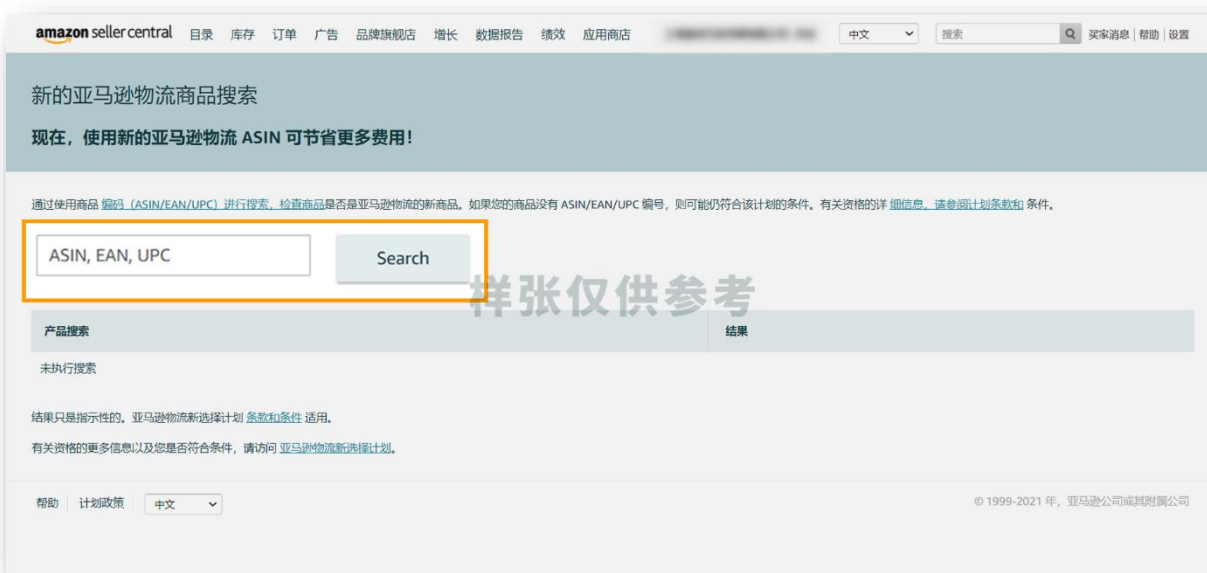 amazon seller central 目录 库存 订单 广告 品牌旗舰店 增长 数据报告 绩效 应用商店 中文 搜索 买家消息 | 帮助 | 设置
新的亚马逊物流商品搜索
现在，使用新的亚马逊物流 ASIN 可节省更多费用！
通过使用商品 编码（ASIN/EAN/UPC）进行搜索，检查商品是否是亚马逊物流的新商品。如果您的商品没有 ASIN/EAN/UPC 编号，则可能仍符合该计划的条件。有关资格的详 细信息，请参阅计划条款和 条件。
ASIN, EAN, UPC Search
样张仅供参考
产品搜索 结果
未执行搜索
结果只是指示性的。亚马逊物流新选择计划 条款和条件 适用。
有关资格的更多信息以及您是否符合条件，请访问 亚马逊物流新选择计划。
帮助 计划政策 中文 © 1999-2021 年，亚马逊公司或其附属公司